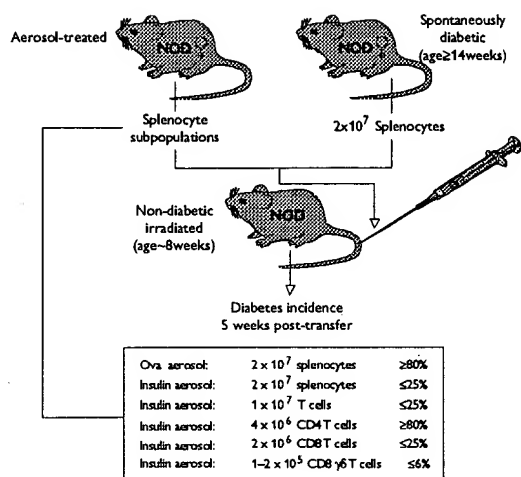 Aerosol-treated
NOD
Spontaneously
diabetic
(age≥14weeks)
NOD
Splenocyte
subpopulations
2x10⁷ Splenocytes
Non-diabetic
irradiated
(age~8weeks)
NOD
Diabetes incidence
5 weeks post-transfer
Ova aerosol: 2 x 10⁷ splenocytes ≥80%
Insulin aerosol: 2 x 10⁷ splenocytes ≤25%
Insulin aerosol: 1 x 10⁷ T cells ≤25%
Insulin aerosol: 4 x 10⁶ CD4T cells ≥80%
Insulin aerosol: 2 x 10⁶ CD8T cells ≤25%
Insulin aerosol: 1–2 x 10⁵ CD8 γδT cells ≤6%